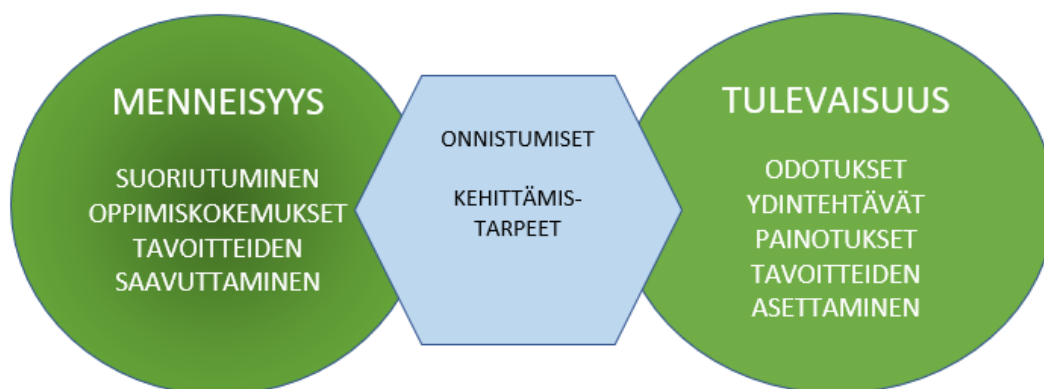 MENNEISYYS
SUORIUTUMINEN
OPPIMISKOKEMUKSET
TAVOITTEIDEN
SAAVUTTAMINEN
ONNISTUMISET
KEHITTÄMIS-
TARPEET
TULEVAISUUS
ODOTUKSET
YDINTEHTÄVÄT
PAINOTUKSET
TAVOITTEIDEN
ASETTAMINEN